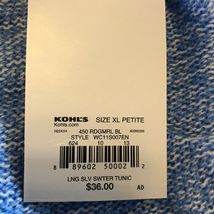 KOHL'S SIZE XL PETITE
Kohls.com
450 RDGMRL BL
STYLE WC11S007EN
624 10 13
8 89602 50002 2
LNG SLV SWTER TUNIC
$36.00 AD